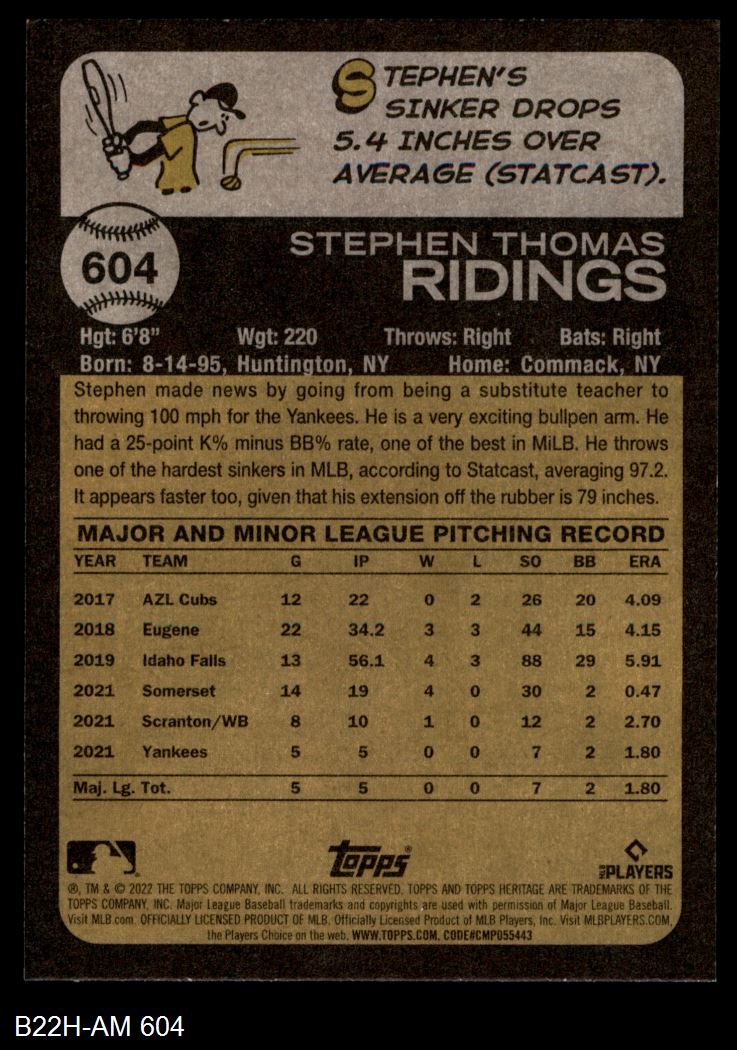 STEPHEN'S
SINKER DROPS
5.4 INCHES OVER
AVERAGE (STATCAST).
604
STEPHEN THOMAS
RIDINGS
Hgt: 6'8" Wgt: 220 Throws: Right Bats: Right
Born: 8-14-95, Huntington, NY Home: Commack, NY
Stephen made news by going from being a substitute teacher to
throwing 100 mph for the Yankees. He is a very exciting bullpen arm. He
had a 25-point K% minus BB% rate, one of the best in MiLB. He throws
one of the hardest sinkers in MLB, according to Statcast, averaging 97.2.
It appears faster too, given that his extension off the rubber is 79 inches.
MAJOR AND MINOR LEAGUE PITCHING RECORD
YEAR TEAM G IP W L SO BB ERA
2017 AZL Cubs 12 22 0 2 26 20 4.09
2018 Eugene 22 34.2 3 3 44 15 4.15
2019 Idaho Falls 13 56.1 4 3 88 29 5.91
2021 Somerset 14 19 4 0 30 2 0.47
2021 Scranton/WB 8 10 1 0 12 2 2.70
2021 Yankees 5 5 0 0 7 2 1.80
Maj. Lg. Tot. 5 5 0 0 7 2 1.80
Topps® MLB PLAYERS
®, TM & © 2022 THE TOPPS COMPANY, INC. ALL RIGHTS RESERVED. TOPPS AND TOPPS HERITAGE ARE TRADEMARKS OF THE
TOPPS COMPANY, INC. Major League Baseball trademarks and copyrights are used with permission of Major League Baseball.
Visit MLB.com. OFFICIALLY LICENSED PRODUCT OF MLB. Officially Licensed Product of MLB Players, Inc. Visit MLBPLAYERS.COM,
the Players Choice on the web. WWW.TOPPS.COM. CODE#CMP055443
B22H-AM 604